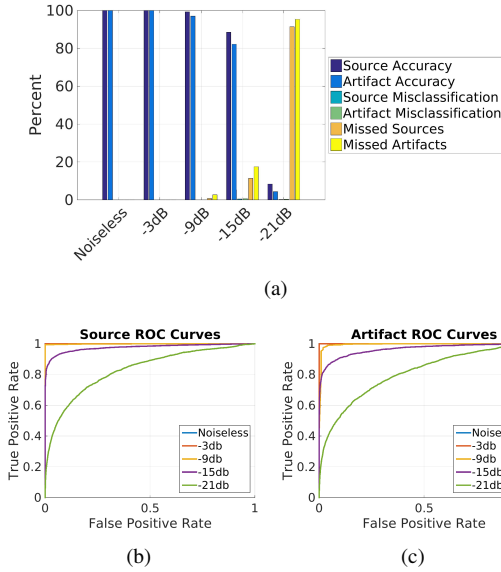 100
80
60
40
20
0
Percent
Noiseless
-3dB
-9dB
-15dB
-21dB
Source Accuracy
Artifact Accuracy
Source Misclassification
Artifact Misclassification
Missed Sources
Missed Artifacts
(a)
Source ROC Curves
1
0.8
0.6
0.4
0.2
0
True Positive Rate
0
0.5
1
False Positive Rate
Noiseless
-3db
-9db
-15db
-21db
(b)
Artifact ROC Curves
1
0.8
0.6
0.4
0.2
0
True Positive Rate
0
0.5
False Positive Rate
Noise
-3db
-9db
-15db
-21db
(c)